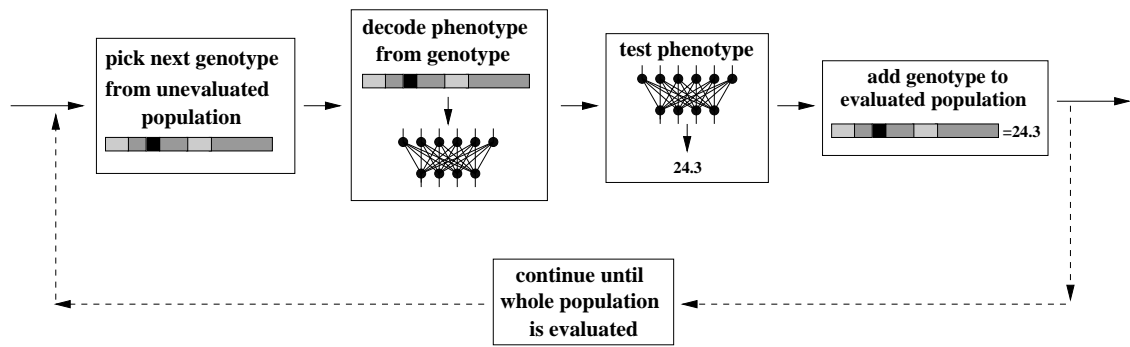 pick next genotype
from unevaluated
population
decode phenotype
from genotype
test phenotype
24.3
add genotype to
evaluated population
=24.3
continue until
whole population
is evaluated